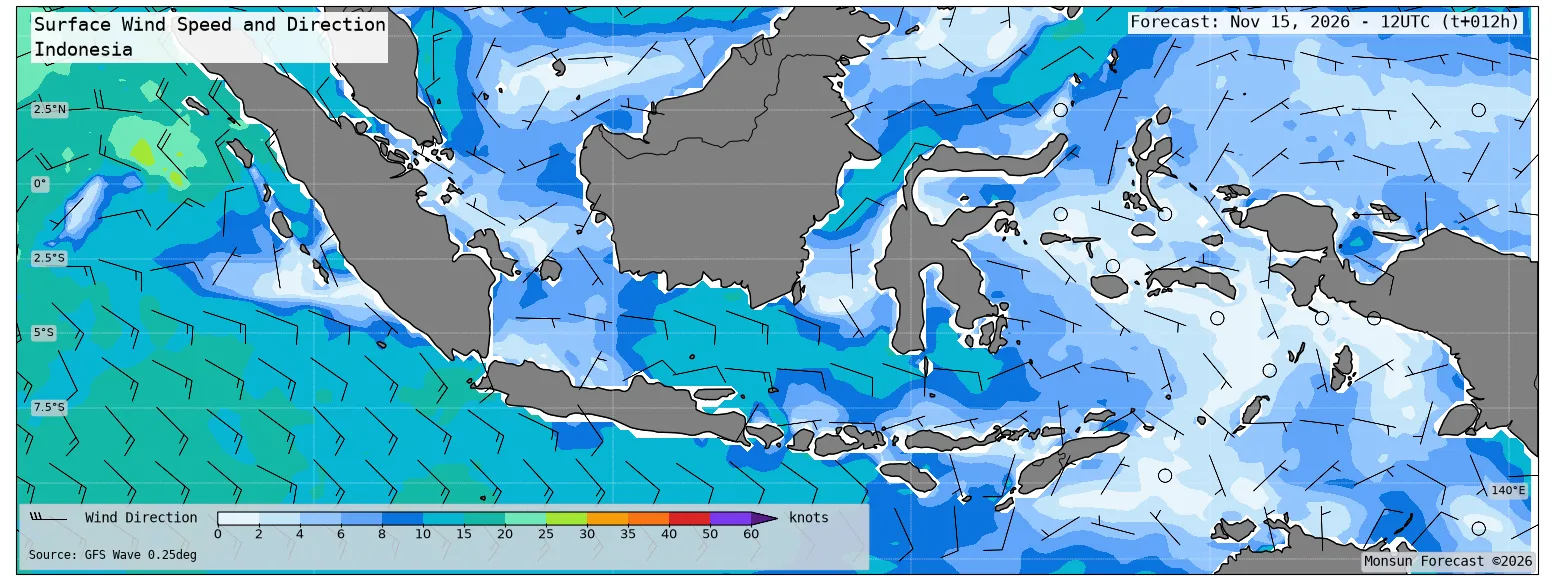 Surface Wind Speed and Direction
Indonesia
Forecast: Nov 15, 2026 - 12UTC (t+012h)
2.5°N
0°
2.5°S
5°S
7.5°S
140°E
Wind Direction
0 2 4 6 8 10 15 20 25 30 35 40 50 60
knots
Source: GFS Wave 0.25deg
Monsun Forecast ©2026